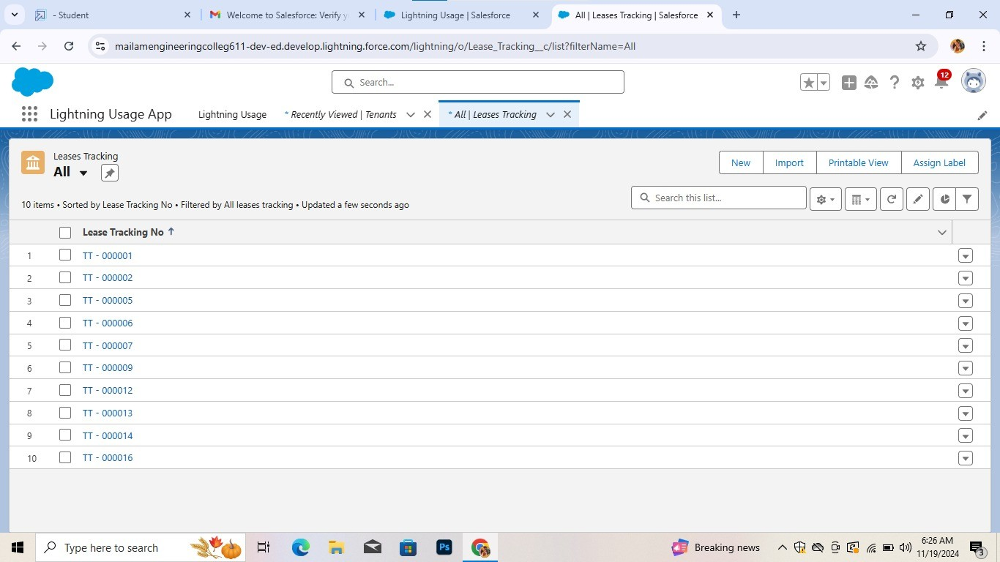 - Student
Welcome to Salesforce: Verify y
Lightning Usage | Salesforce
All | Leases Tracking | Salesforce
mailamengineeringcolleg611-dev-ed.develop.lightning.force.com/lightning/o/Lease_Tracking__c/list?filterName=All
Search...
12
Lightning Usage App
Lightning Usage
* Recently Viewed | Tenants
* All | Leases Tracking
Leases Tracking
All
New
Import
Printable View
Assign Label
10 items • Sorted by Lease Tracking No • Filtered by All leases tracking • Updated a few seconds ago
Search this list...
Lease Tracking No
1 TT - 000001
2 TT - 000002
3 TT - 000005
4 TT - 000006
5 TT - 000007
6 TT - 000009
7 TT - 000012
8 TT - 000013
9 TT - 000014
10 TT - 000016
Type here to search
Ps
Breaking news
6:26 AM
11/19/2024
3